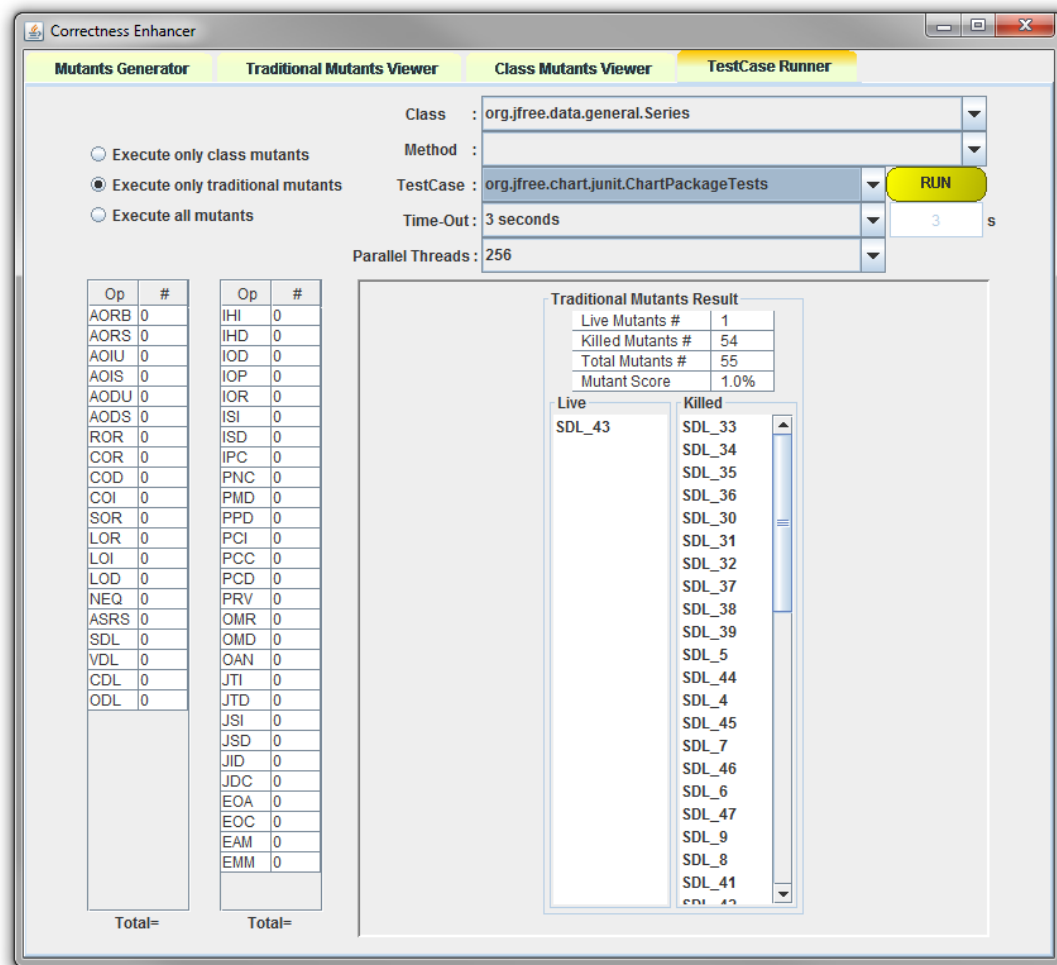 Correctness Enhancer
Mutants Generator Traditional Mutants Viewer Class Mutants Viewer TestCase Runner
Class : org.jfree.data.general.Series
Execute only class mutants
Method :
Execute only traditional mutants
TestCase : org.jfree.chart.junit.ChartPackageTests RUN
Execute all mutants
Time-Out : 3 seconds 3 s
Parallel Threads : 256
Op #
AORB 0
AORS 0
AOIU 0
AOIS 0
AODU 0
AODS 0
ROR 0
COR 0
COD 0
COI 0
SOR 0
LOR 0
LOI 0
LOD 0
NEQ 0
ASRS 0
SDL 0
VDL 0
CDL 0
ODL 0
Total=
Op #
IHI 0
IHD 0
IOD 0
IOP 0
IOR 0
ISI 0
ISD 0
IPC 0
PNC 0
PMD 0
PPD 0
PCI 0
PCC 0
PCD 0
PRV 0
OMR 0
OMD 0
OAN 0
JTI 0
JTD 0
JSI 0
JSD 0
JID 0
JDC 0
EOA 0
EOC 0
EAM 0
EMM 0
Total=
Traditional Mutants Result
Live Mutants # 1
Killed Mutants # 54
Total Mutants # 55
Mutant Score 1.0%
Live
SDL_43
Killed
SDL_33
SDL_34
SDL_35
SDL_36
SDL_30
SDL_31
SDL_32
SDL_37
SDL_38
SDL_39
SDL_5
SDL_44
SDL_4
SDL_45
SDL_7
SDL_46
SDL_6
SDL_47
SDL_9
SDL_8
SDL_41